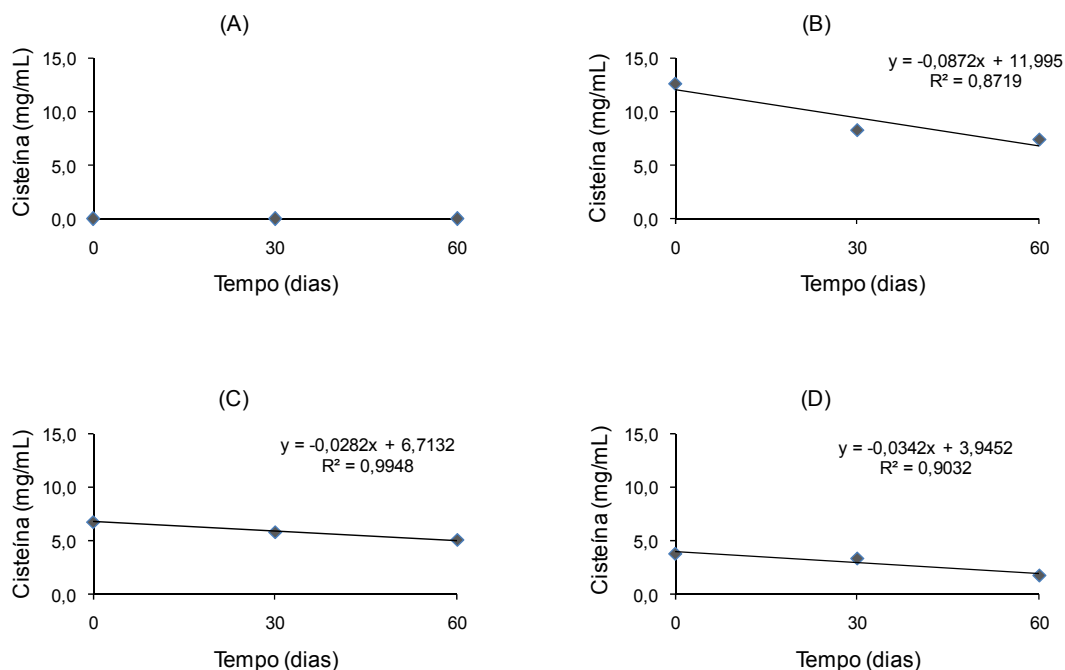 (A)
Cisteína (mg/mL)
15,0
10,0
5,0
0,0
0 30 60
Tempo (dias)
(B)
y = -0,0872x + 11,995
R² = 0,8719
Cisteína (mg/mL)
15,0
10,0
5,0
0,0
0 30 60
Tempo (dias)
(C)
y = -0,0282x + 6,7132
R² = 0,9948
Cisteína (mg/mL)
15,0
10,0
5,0
0,0
0 30 60
Tempo (dias)
(D)
y = -0,0342x + 3,9452
R² = 0,9032
Cisteína (mg/mL)
15,0
10,0
5,0
0,0
0 30 60
Tempo (dias)